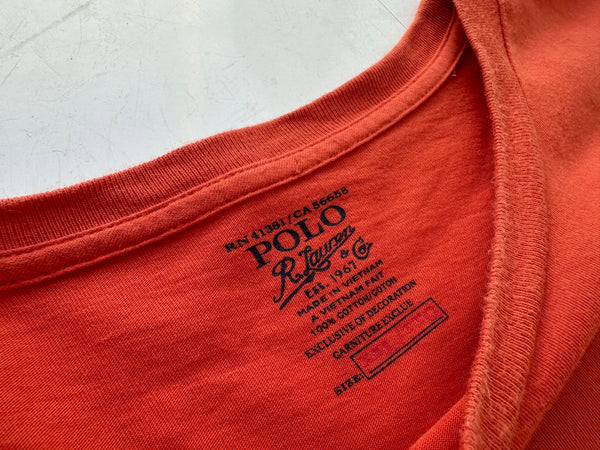 RN 41381/CA 56658
POLO
R. Lauren
& Co
EST. 1967
MADE IN VIETNAM
A VIETNAM FAIT
100% COTTON/COTON
EXCLUSIVE OF DECORATION
GARNITURE EXCLUE
SIZE: